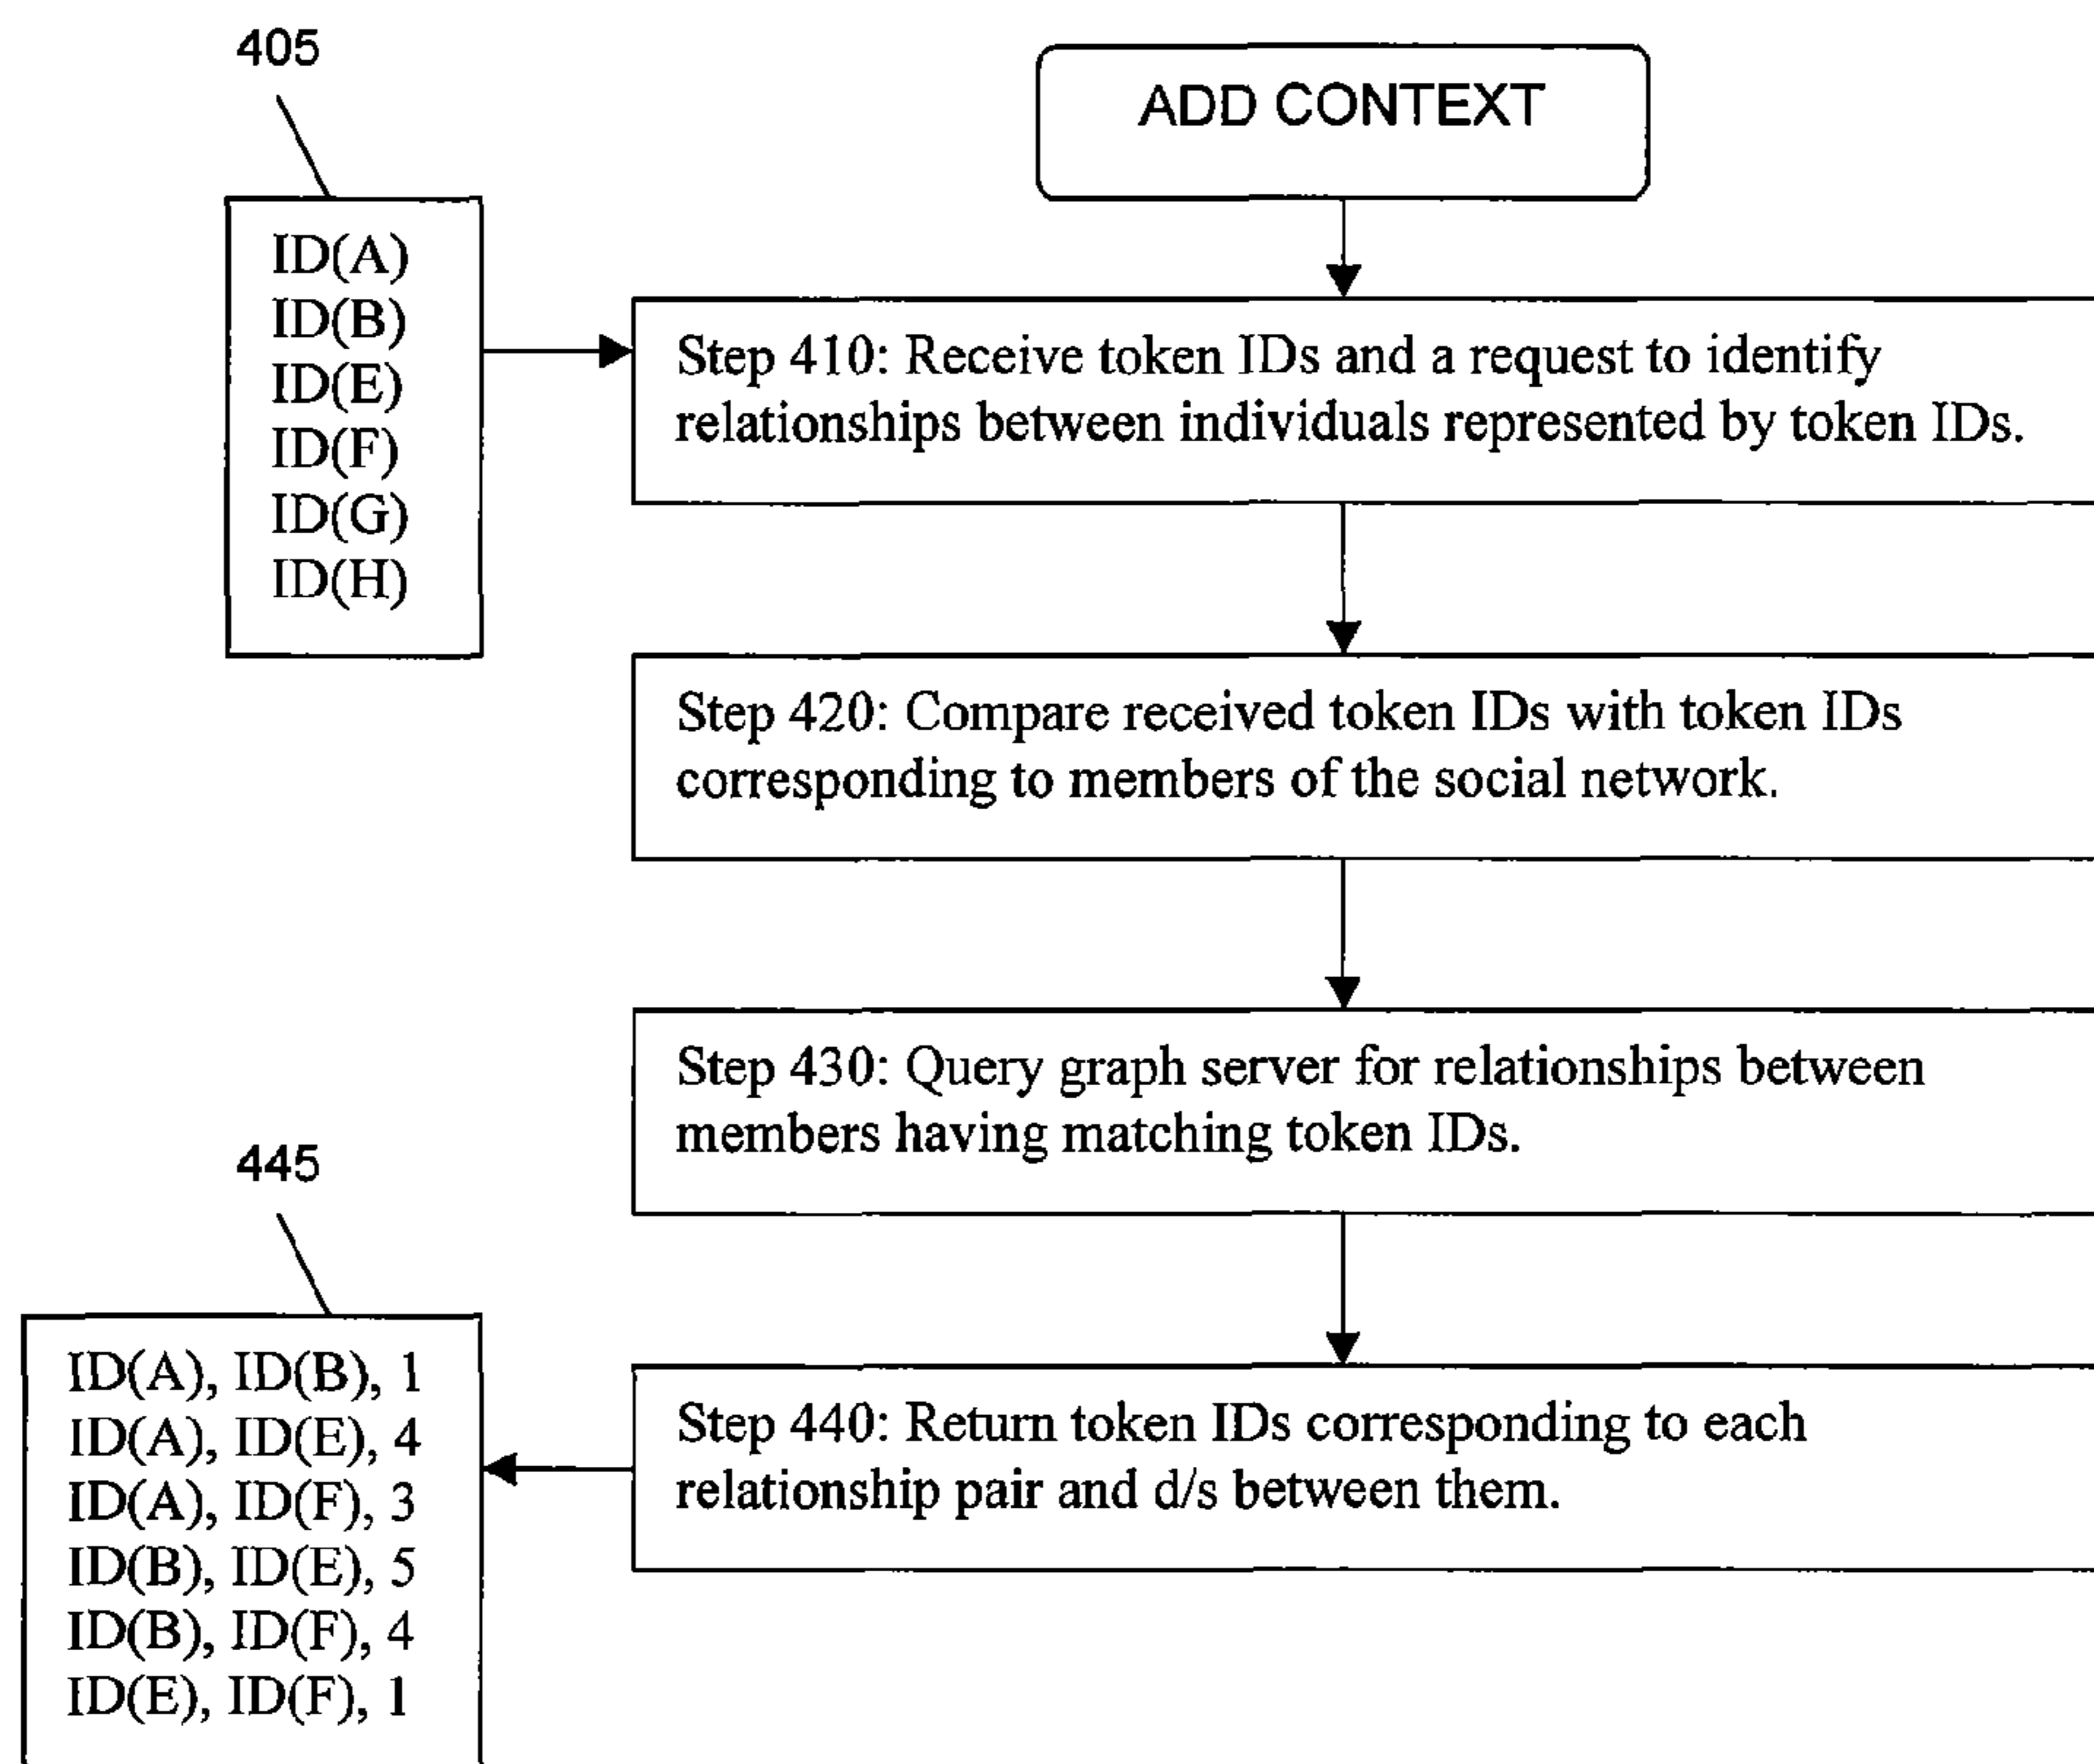 405
ADD CONTEXT
ID(A)
ID(B)
ID(E)
ID(F)
ID(G)
ID(H)
Step 410: Receive token IDs and a request to identify
relationships between individuals represented by token IDs.
Step 420: Compare received token IDs with token IDs
corresponding to members of the social network.
Step 430: Query graph server for relationships between
members having matching token IDs.
445
ID(A), ID(B), 1
ID(A), ID(E), 4
ID(A), ID(F), 3
ID(B), ID(E), 5
ID(B), ID(F), 4
ID(E), ID(F), 1
Step 440: Return token IDs corresponding to each
relationship pair and d/s between them.